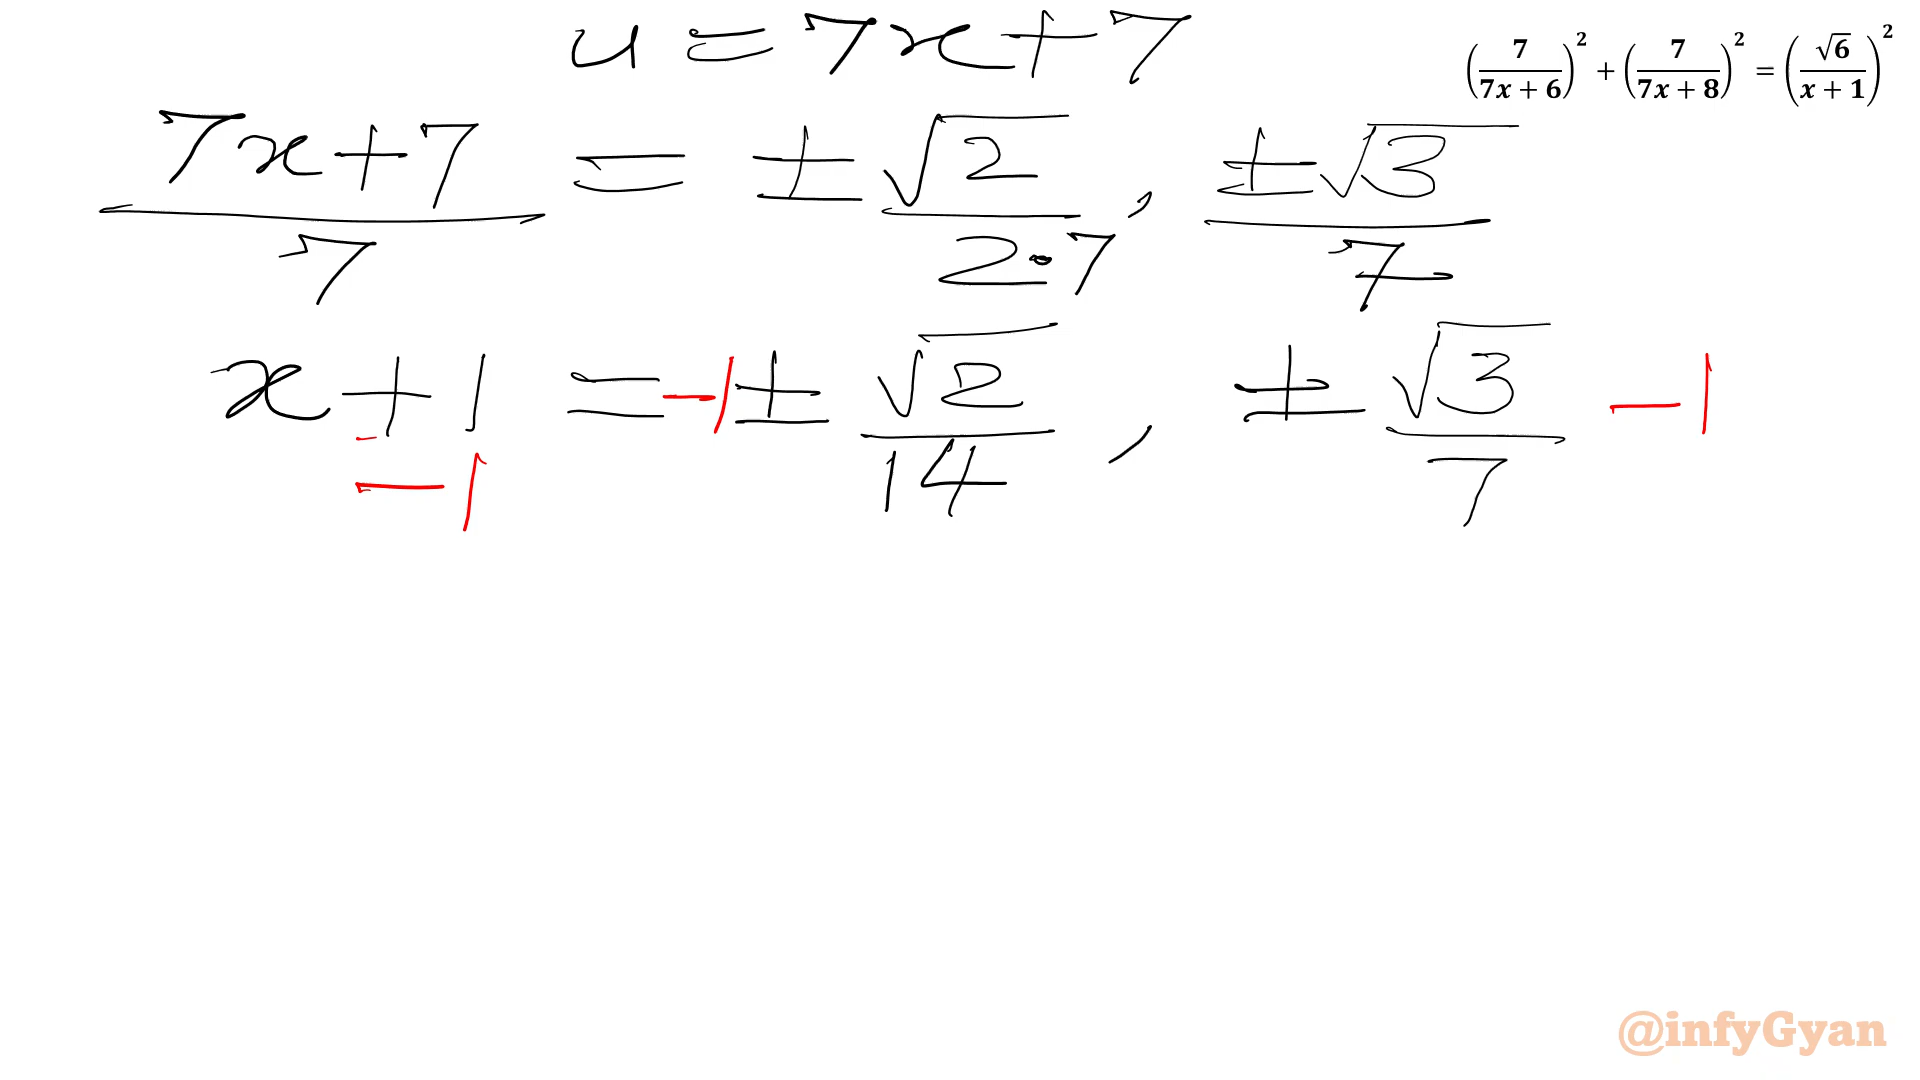 u = 7x + 7
(7/(7x + 6))² + (7/(7x + 8))² = (√6/(x + 1))²
(7x + 7)/7 = ± √2/(2·7), ± √3/7
x + 1 - 1 = -1 ± √2/14, ± √3/7 - 1
@infyGyan